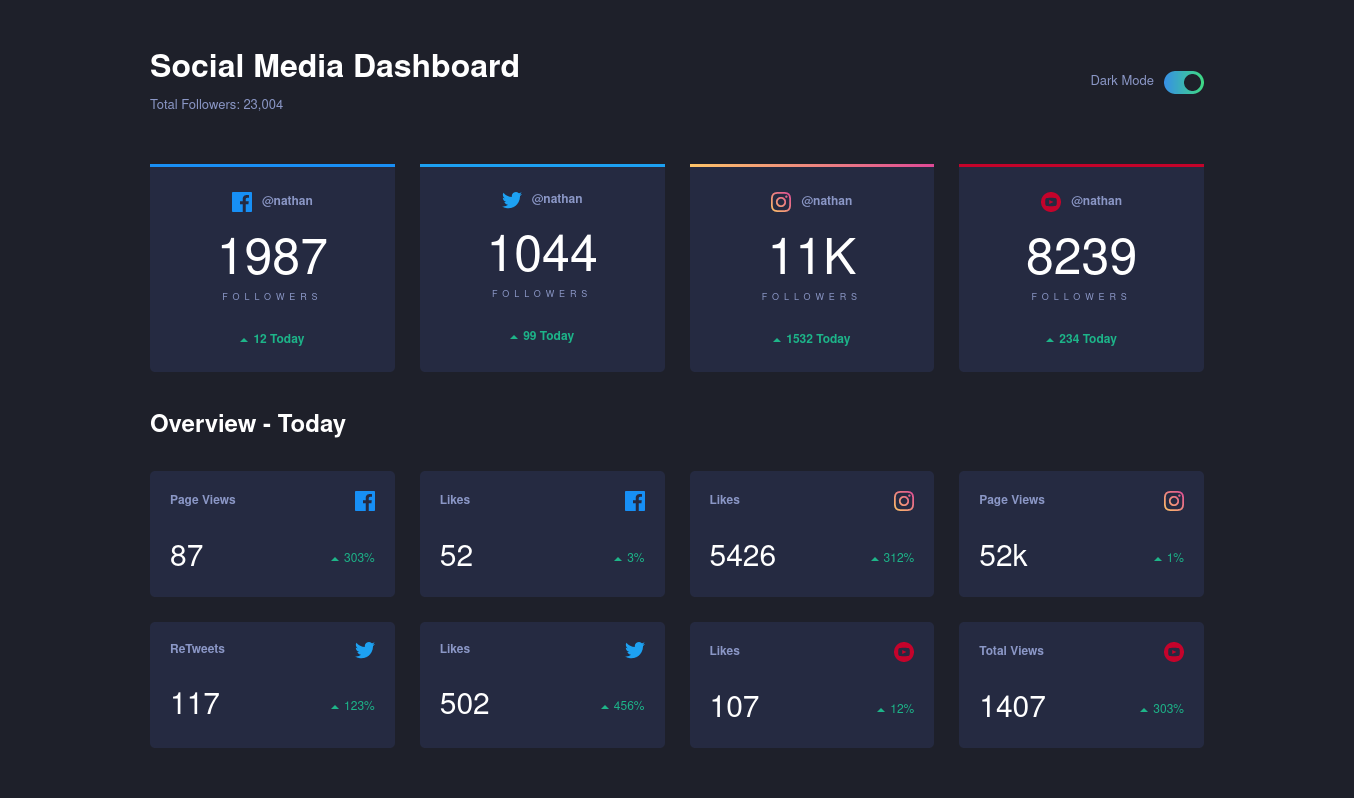 Social Media Dashboard
Total Followers: 23,004
Dark Mode
@nathan
1987
FOLLOWERS
12 Today
@nathan
1044
FOLLOWERS
99 Today
@nathan
11K
FOLLOWERS
1532 Today
@nathan
8239
FOLLOWERS
234 Today
Overview - Today
Page Views
87
303%
Likes
52
3%
Likes
5426
312%
Page Views
52k
1%
ReTweets
117
123%
Likes
502
456%
Likes
107
12%
Total Views
1407
303%